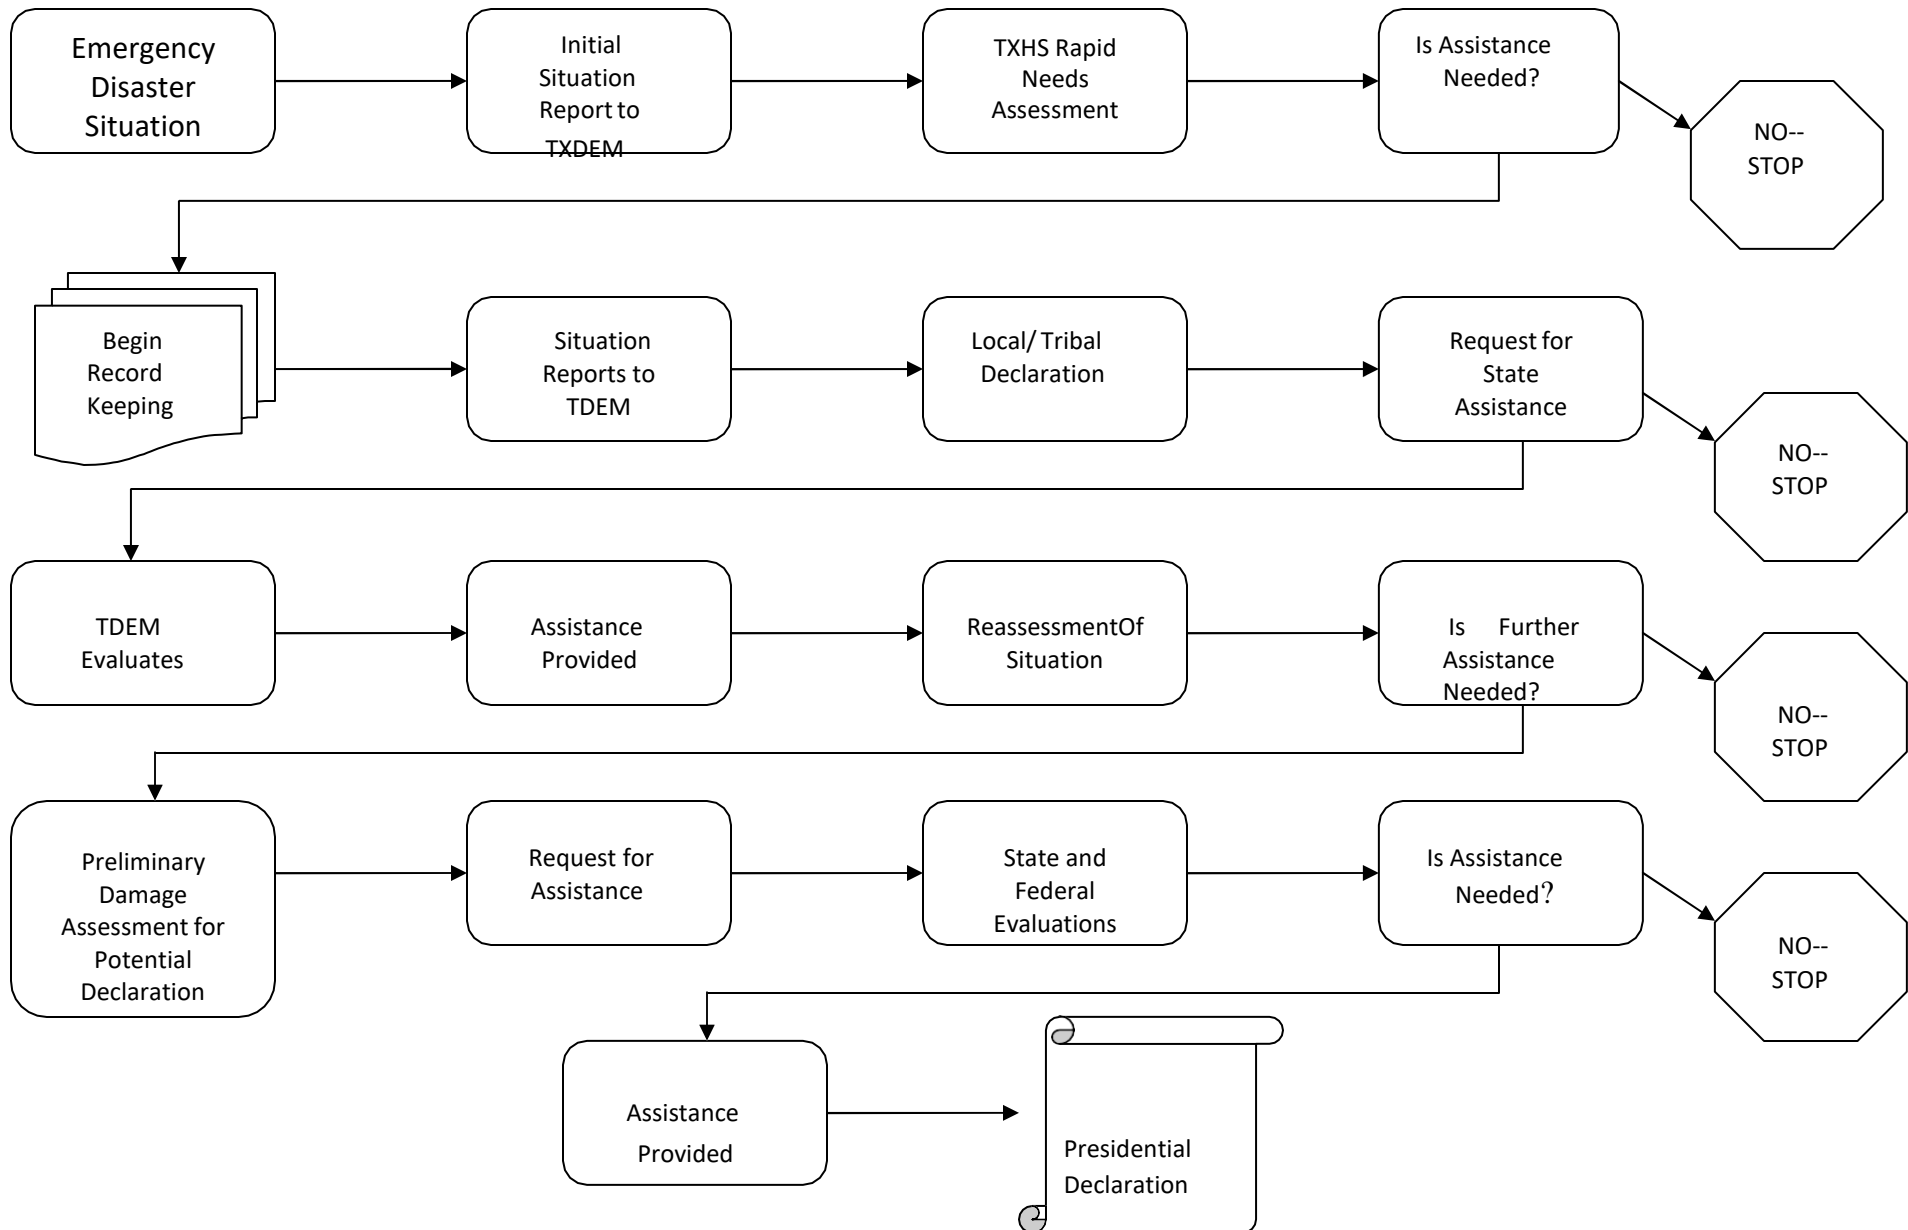 Emergency
Disaster
Situation
Initial
Situation
Report to
TXDEM
TXHS Rapid
Needs
Assessment
Is Assistance
Needed?
NO--
STOP
Begin
Record
Keeping
Situation
Reports to
TDEM
Local/ Tribal
Declaration
Request for
State
Assistance
NO--
STOP
TDEM
Evaluates
Assistance
Provided
ReassessmentOf
Situation
Is Further
Assistance
Needed?
NO--
STOP
Preliminary
Damage
Assessment for
Potential
Declaration
Request for
Assistance
State and
Federal
Evaluations
Is Assistance
Needed?
NO--
STOP
Assistance
Provided
Presidential
Declaration